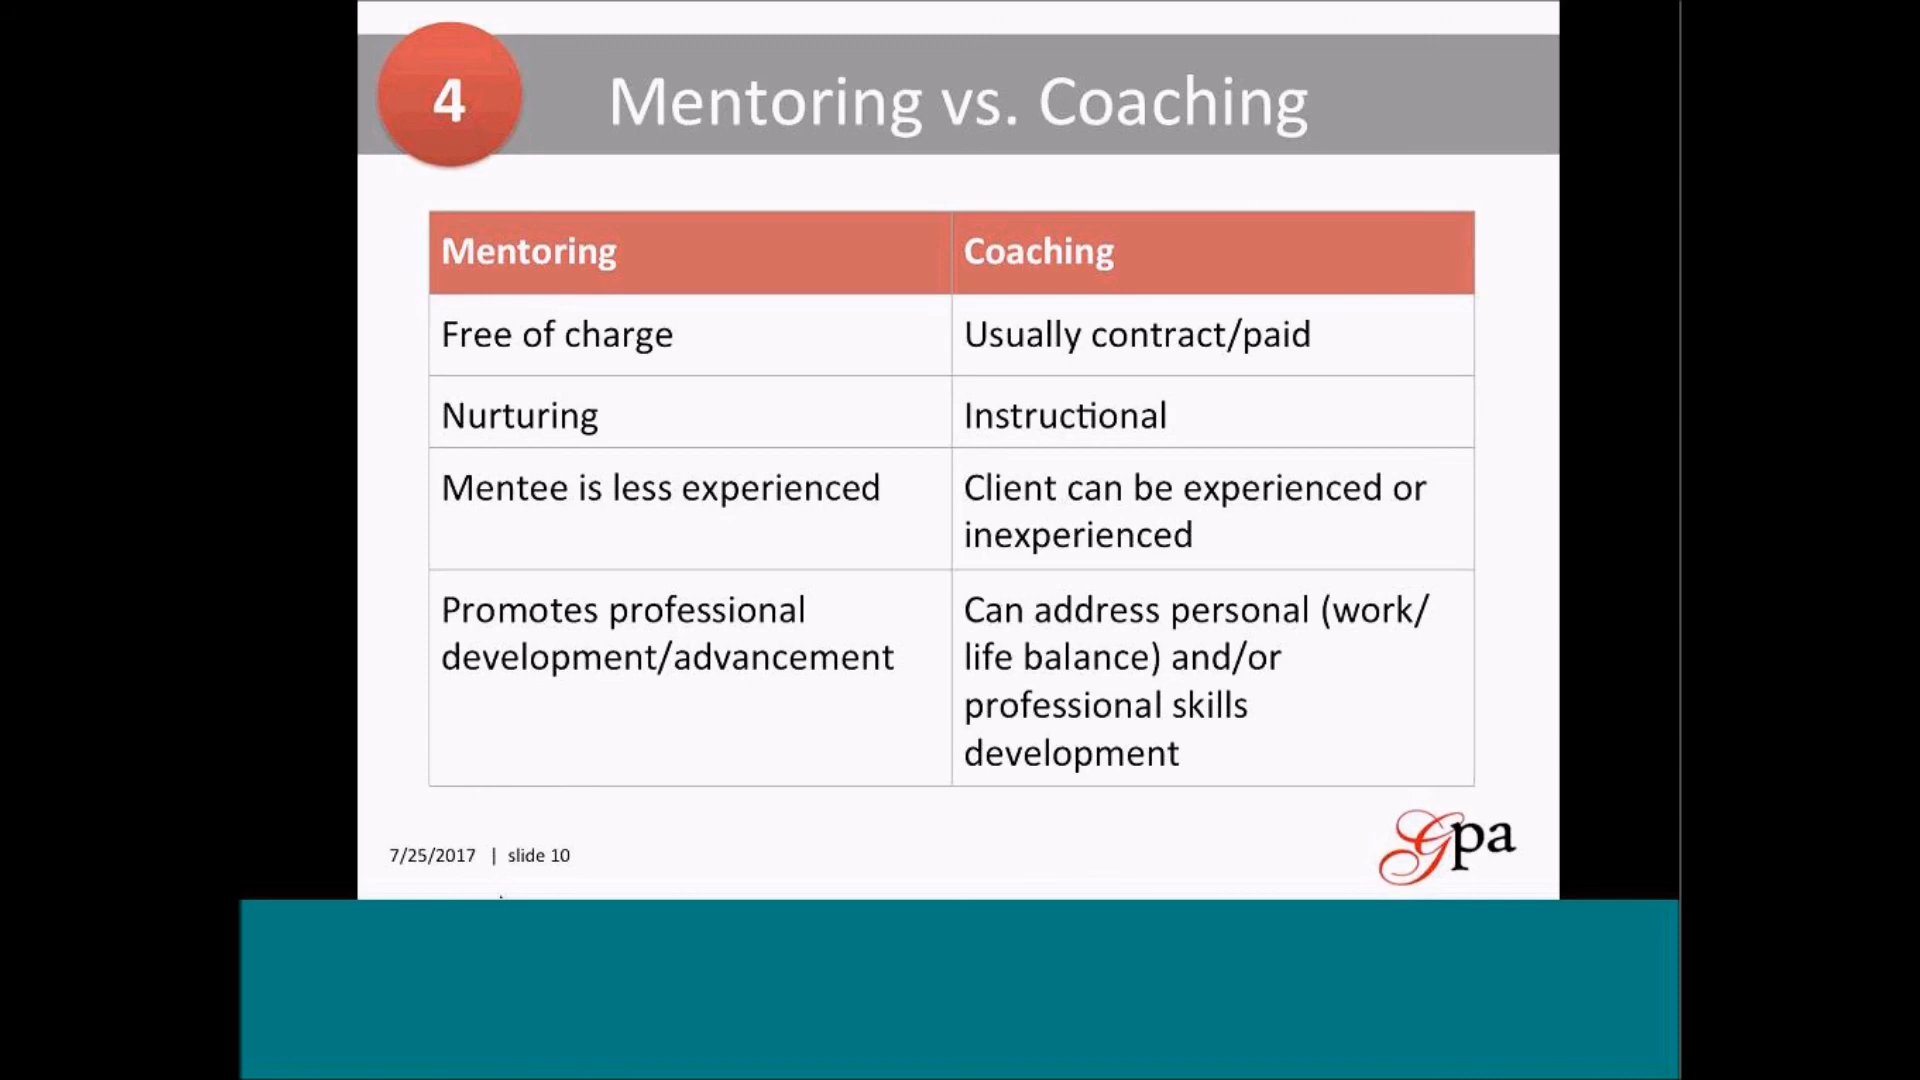 4
Mentoring vs. Coaching
Mentoring
Coaching
Free of charge
Usually contract/paid
Nurturing
Instructional
Mentee is less experienced
Client can be experienced or
inexperienced
Promotes professional
development/advancement
Can address personal (work/
life balance) and/or
professional skills
development
7/25/2017 | slide 10
Gpa